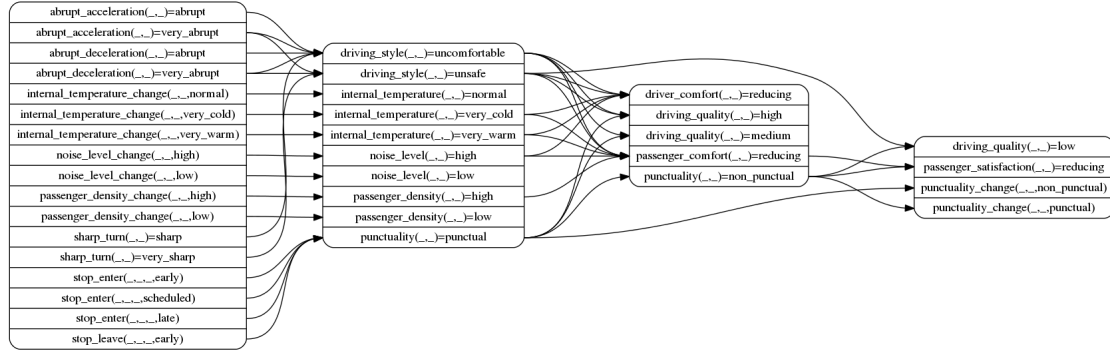 abrupt_acceleration(_,_)=abrupt
abrupt_acceleration(_,_)=very_abrupt
abrupt_deceleration(_,_)=abrupt
abrupt_deceleration(_,_)=very_abrupt
internal_temperature_change(_,_,normal)
internal_temperature_change(_,_,very_cold)
internal_temperature_change(_,_,very_warm)
noise_level_change(_,_,high)
noise_level_change(_,_,low)
passenger_density_change(_,_,high)
passenger_density_change(_,_,low)
sharp_turn(_,_)=sharp
sharp_turn(_,_)=very_sharp
stop_enter(_,_,_,early)
stop_enter(_,_,_,scheduled)
stop_enter(_,_,_,late)
stop_leave(_,_,_,early)
driving_style(_,_)=uncomfortable
driving_style(_,_)=unsafe
internal_temperature(_,_)=normal
internal_temperature(_,_)=very_cold
internal_temperature(_,_)=very_warm
noise_level(_,_)=high
noise_level(_,_)=low
passenger_density(_,_)=high
passenger_density(_,_)=low
punctuality(_,_)=punctual
driver_comfort(_,_)=reducing
driving_quality(_,_)=high
driving_quality(_,_)=medium
passenger_comfort(_,_)=reducing
punctuality(_,_)=non_punctual
driving_quality(_,_)=low
passenger_satisfaction(_,_)=reducing
punctuality_change(_,_,non_punctual)
punctuality_change(_,_,punctual)